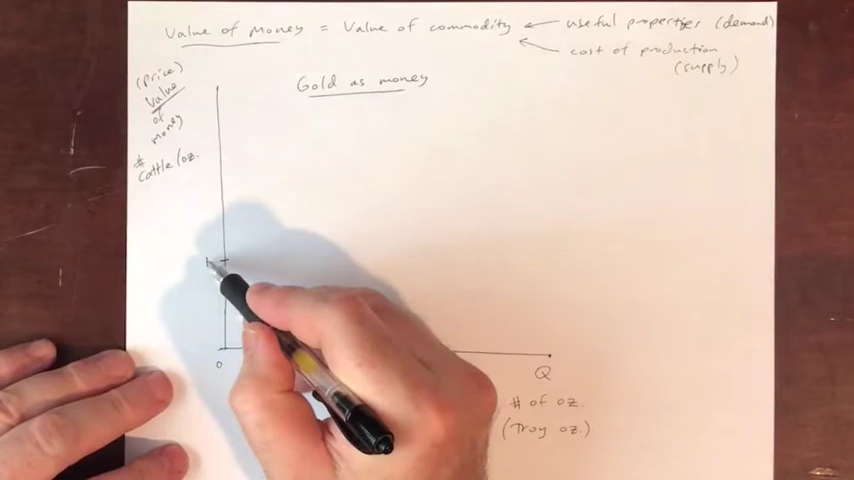 Value of Money = Value of commodity ← useful properties (demand)
← cost of production
(supply)
(price)
Value
of
money
Gold as money
# cattle/oz.
0
Q
# of oz.
(Troy oz.)